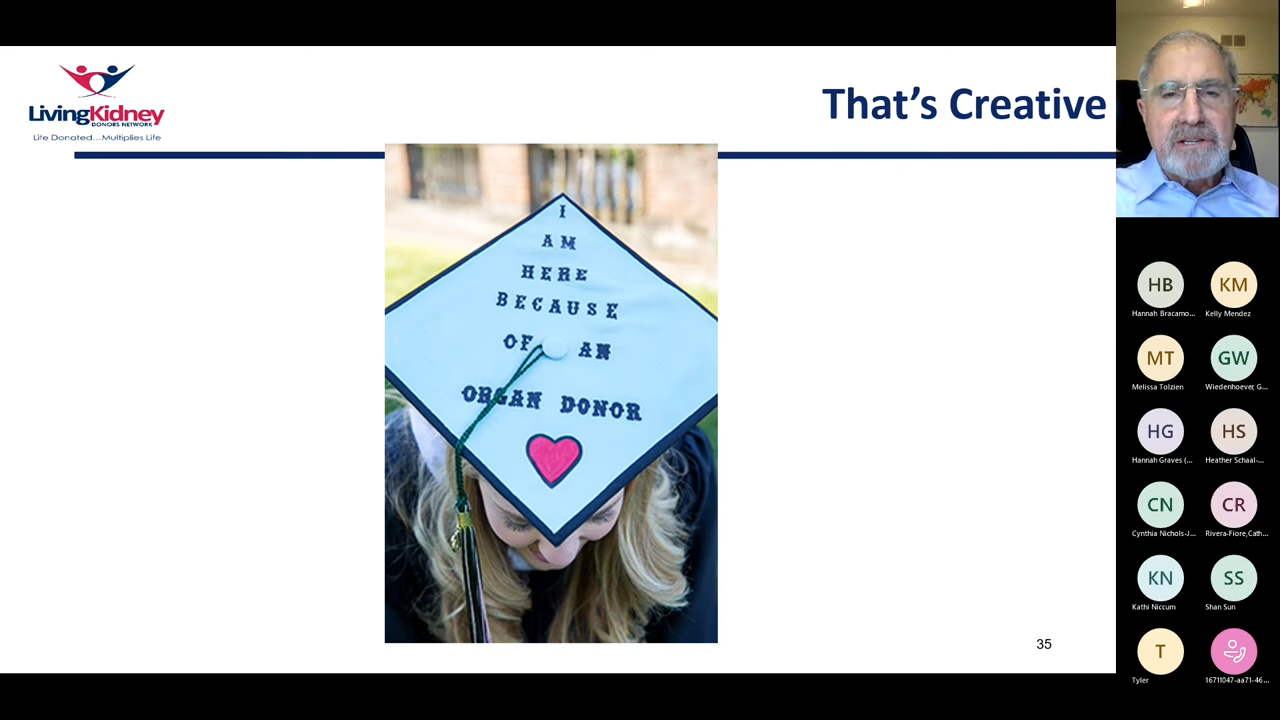 LivingKidney
DONORS NETWORK
Life Donated...Multiplies Life
That's Creative
I
AM
HERE
BECAUSE
OF AN
ORGAN DONOR
35
HB
Hannah Bracamo...
KM
Kelly Mendez
MT
Melissa Tolzien
GW
Wiedenhoever, G...
HG
Hannah Graves (...
HS
Heather Schaal-...
CN
Cynthia Nichols-J...
CR
Rivera-Fiore,Cath...
KN
Kathi Niccum
SS
Shan Sun
T
Tyler
16711047-aa71-46...